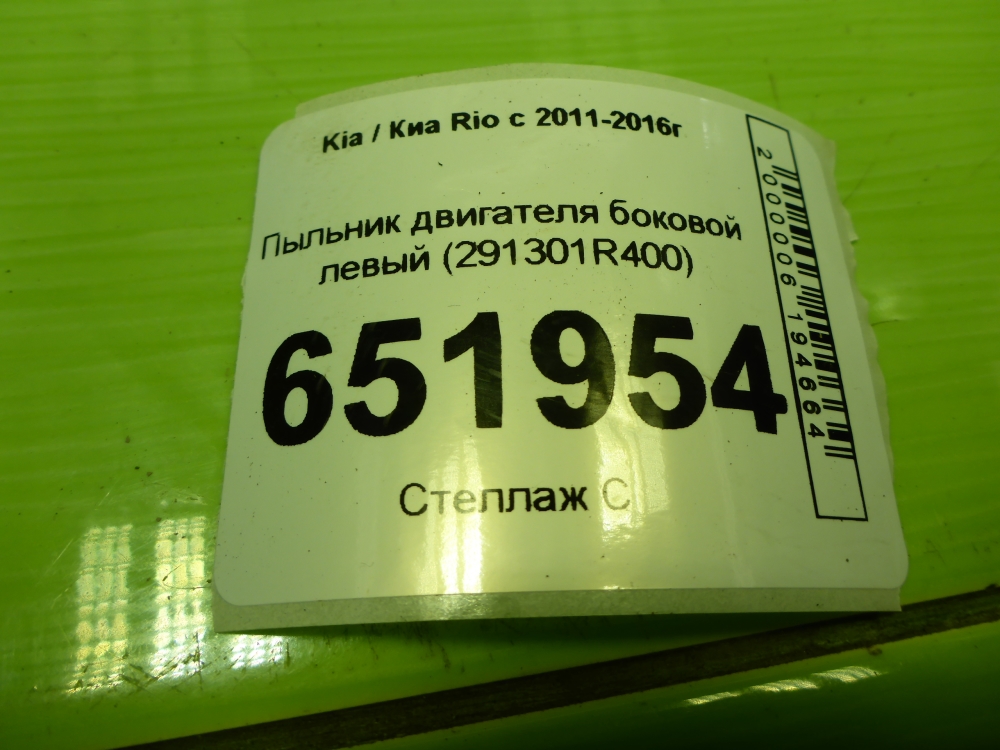 Kia / Киа Rio с 2011-2016г
Пыльник двигателя боковой
левый (291301R400)
651954
Стеллаж С
2000006194664